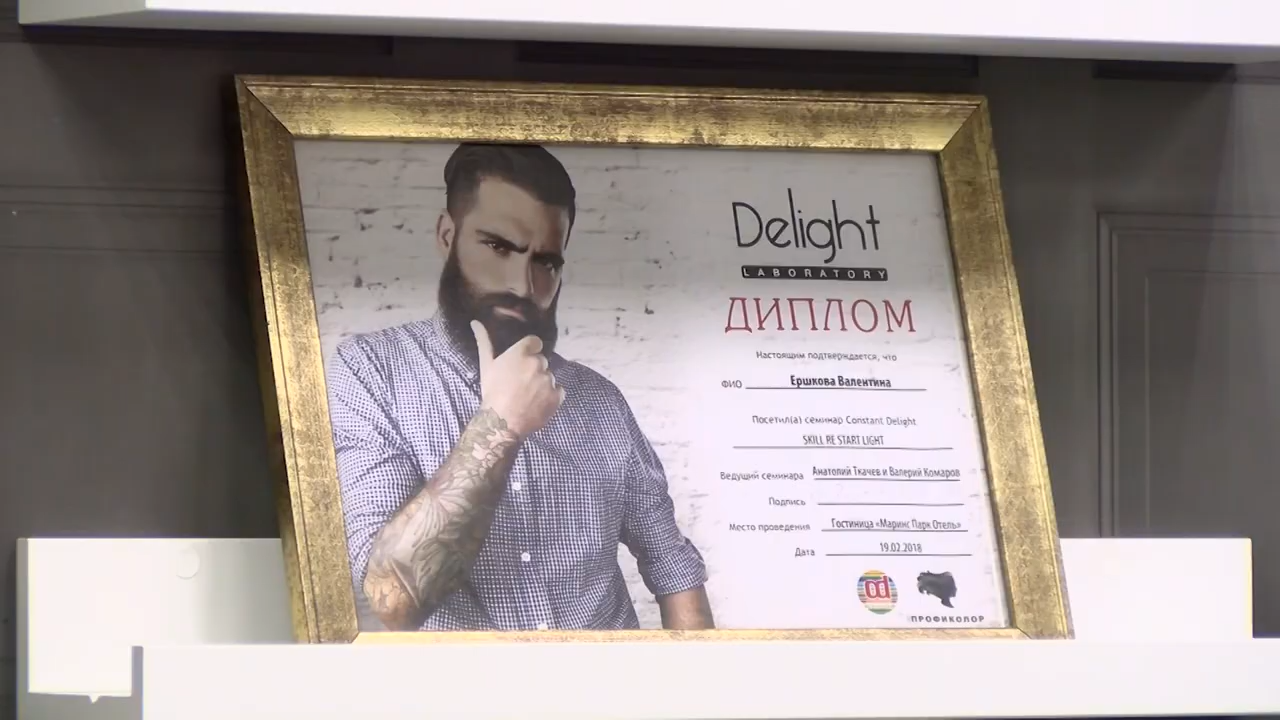 Delight
LABORATORY
ДИПЛОМ
Настоящим подтверждается, что
ФИО Ершкова Валентина
Посетил(а) семинар Constant Delight
SKILL RE START LIGHT
Ведущий семинара Анатолий Ткачев и Валерий Комаров
Подпись
Место проведения Гостиница «Маринс Парк Отель»
Дата 19.02.2018
cd
ПРОФИКОЛОР